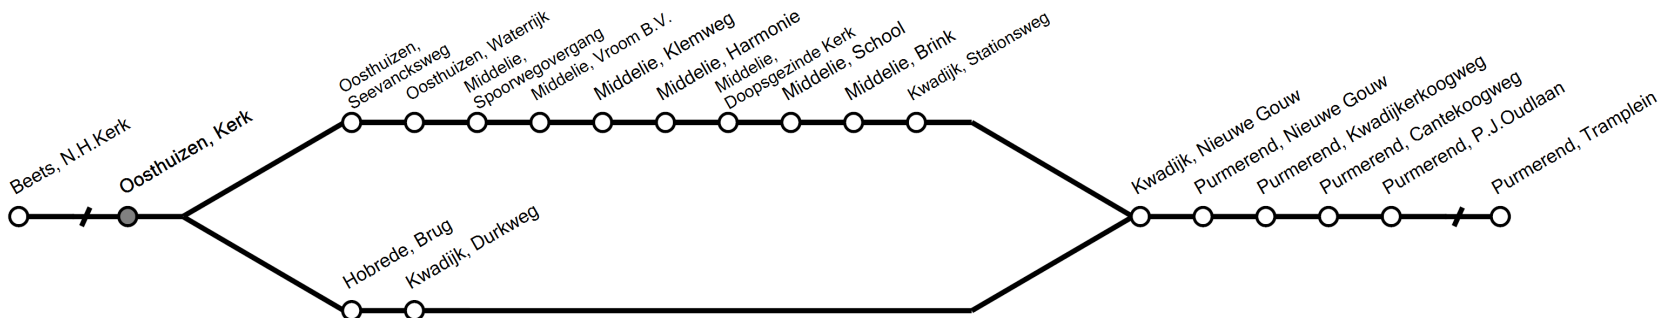 Beets, N.H.Kerk
Oosthuizen, Kerk
Oosthuizen,
Seevancksweg
Oosthuizen, Waterrijk
Middelie,
Spoorwegovergang
Middelie, Vroom B.V.
Middelie, Klemweg
Middelie, Harmonie
Middelie,
Doopsgezinde Kerk
Middelie, School
Middelie, Brink
Kwadijk, Stationsweg
Hobrede, Brug
Kwadijk, Durkweg
Kwadijk, Nieuwe Gouw
Purmerend, Nieuwe Gouw
Purmerend, Kwadijkerkoogweg
Purmerend, Cantekoogweg
Purmerend, P.J.Oudlaan
Purmerend, Tramplein